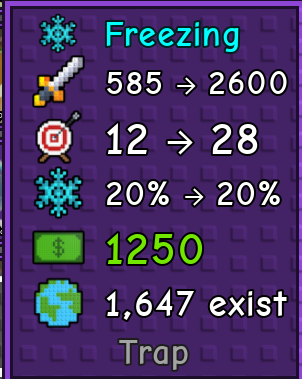 Freezing
585 → 2600
12 → 28
20% → 20%
$
1250
1,647 exist
Trap